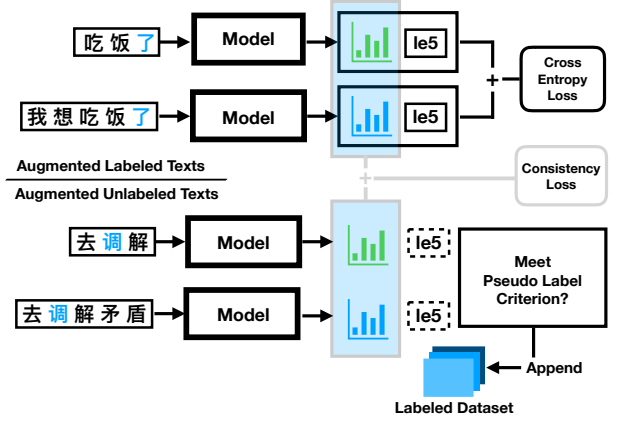 吃 饭 了
Model
le5
我 想 吃 饭 了
Model
le5
+
Cross
Entropy
Loss
Augmented Labeled Texts
Augmented Unlabeled Texts
+
Consistency
Loss
去 调 解
Model
le5
去 调 解 矛 盾
Model
le5
Meet
Pseudo Label
Criterion?
Append
Labeled Dataset